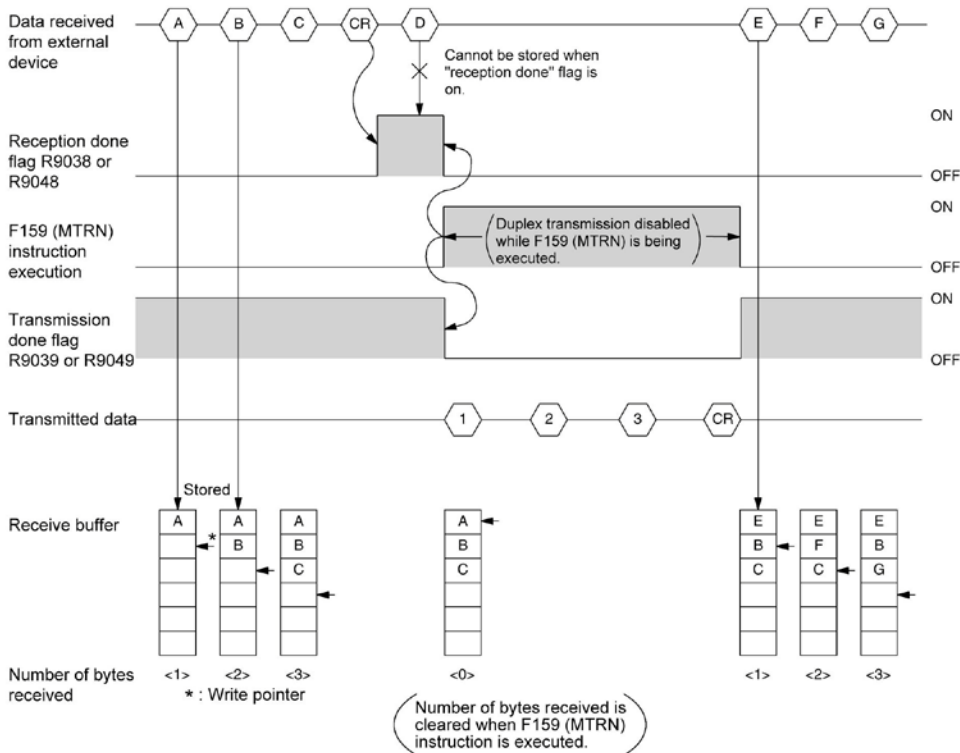 Data received
from external
device
A B C CR D E F G
Cannot be stored when
"reception done" flag is
on.
ON
Reception done
flag R9038 or
R9048
OFF
ON
F159 (MTRN)
instruction
execution
Duplex transmission disabled
while F159 (MTRN) is being
executed.
OFF
ON
Transmission
done flag
R9039 or R9049
OFF
Transmitted data
1 2 3 CR
Stored
Receive buffer
A A A A E E E
* B B B B F B
C C C C G
Number of bytes
received
<1> <2> <3> <0> <1> <2> <3>
* : Write pointer
Number of bytes received is
cleared when F159 (MTRN)
instruction is executed.